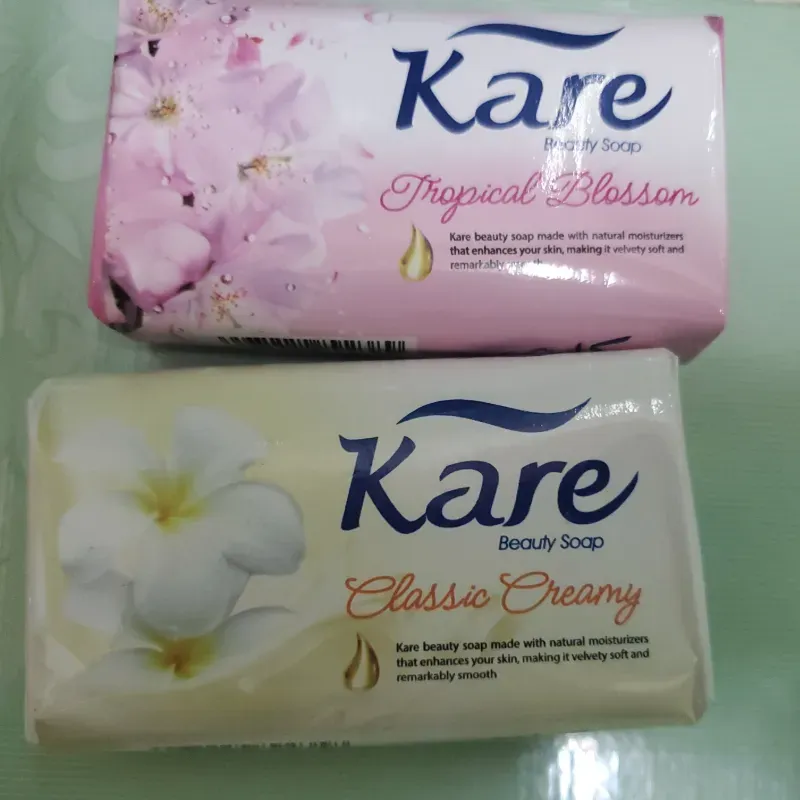 Kare
Beauty Soap
Tropical Blossom
Kare beauty soap made with natural moisturizers
that enhances your skin, making it velvety soft and
remarkably
Kare
Beauty Soap
Classic Creamy
Kare beauty soap made with natural moisturizers
that enhances your skin, making it velvety soft and
remarkably smooth